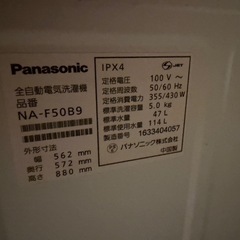 Panasonic
全自動電気洗濯機
品番
NA-F50B9
外形寸法
幅 562 mm
奥行 572 mm
高さ 880 mm
IPX4
定格電圧 100 V~
定格周波数 50/60 Hz
定格消費電力 355/430 W
標準洗濯容量 5.0 kg
標準水量 47 L
標準使用水量 114 L
製造番号 1633404057
パナソニック株式会社
中国製